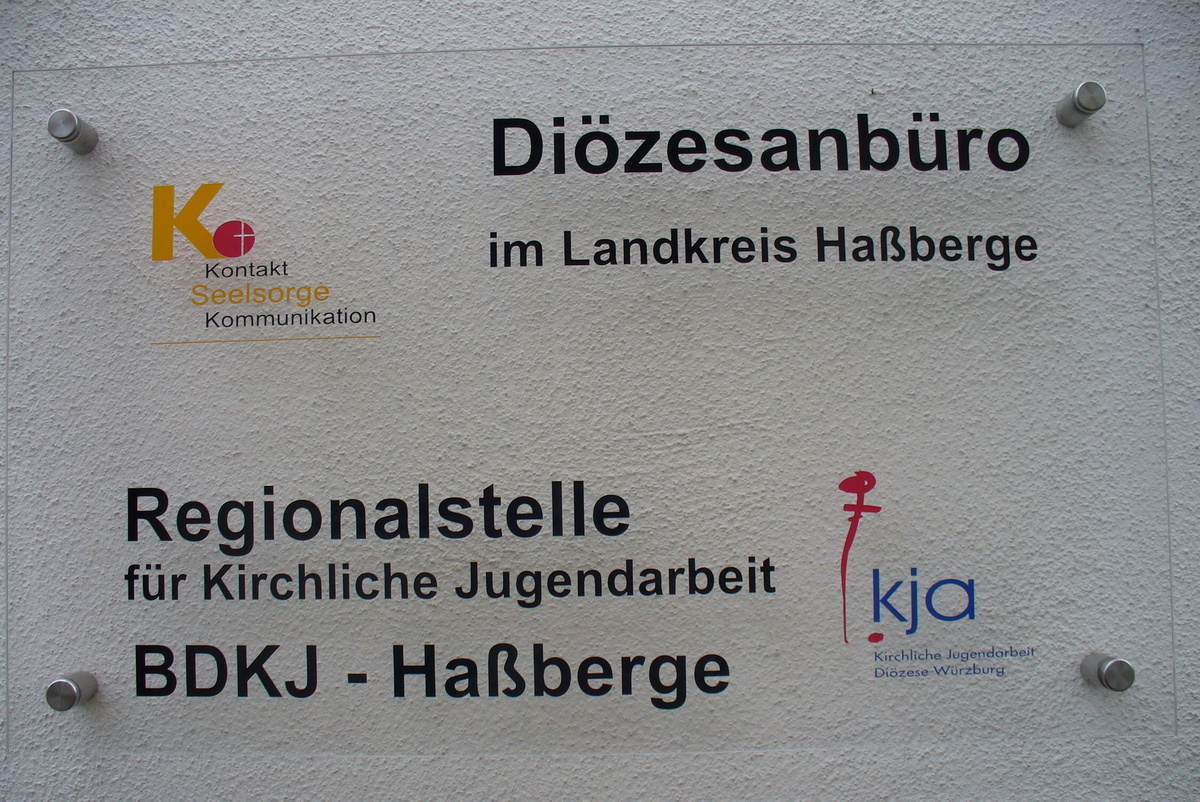 Diözesanbüro
im Landkreis Haßberge
K
Kontakt
Seelsorge
Kommunikation
Regionalstelle
für Kirchliche Jugendarbeit
BDKJ - Haßberge
kja
Kirchliche Jugendarbeit
Diözese Würzburg